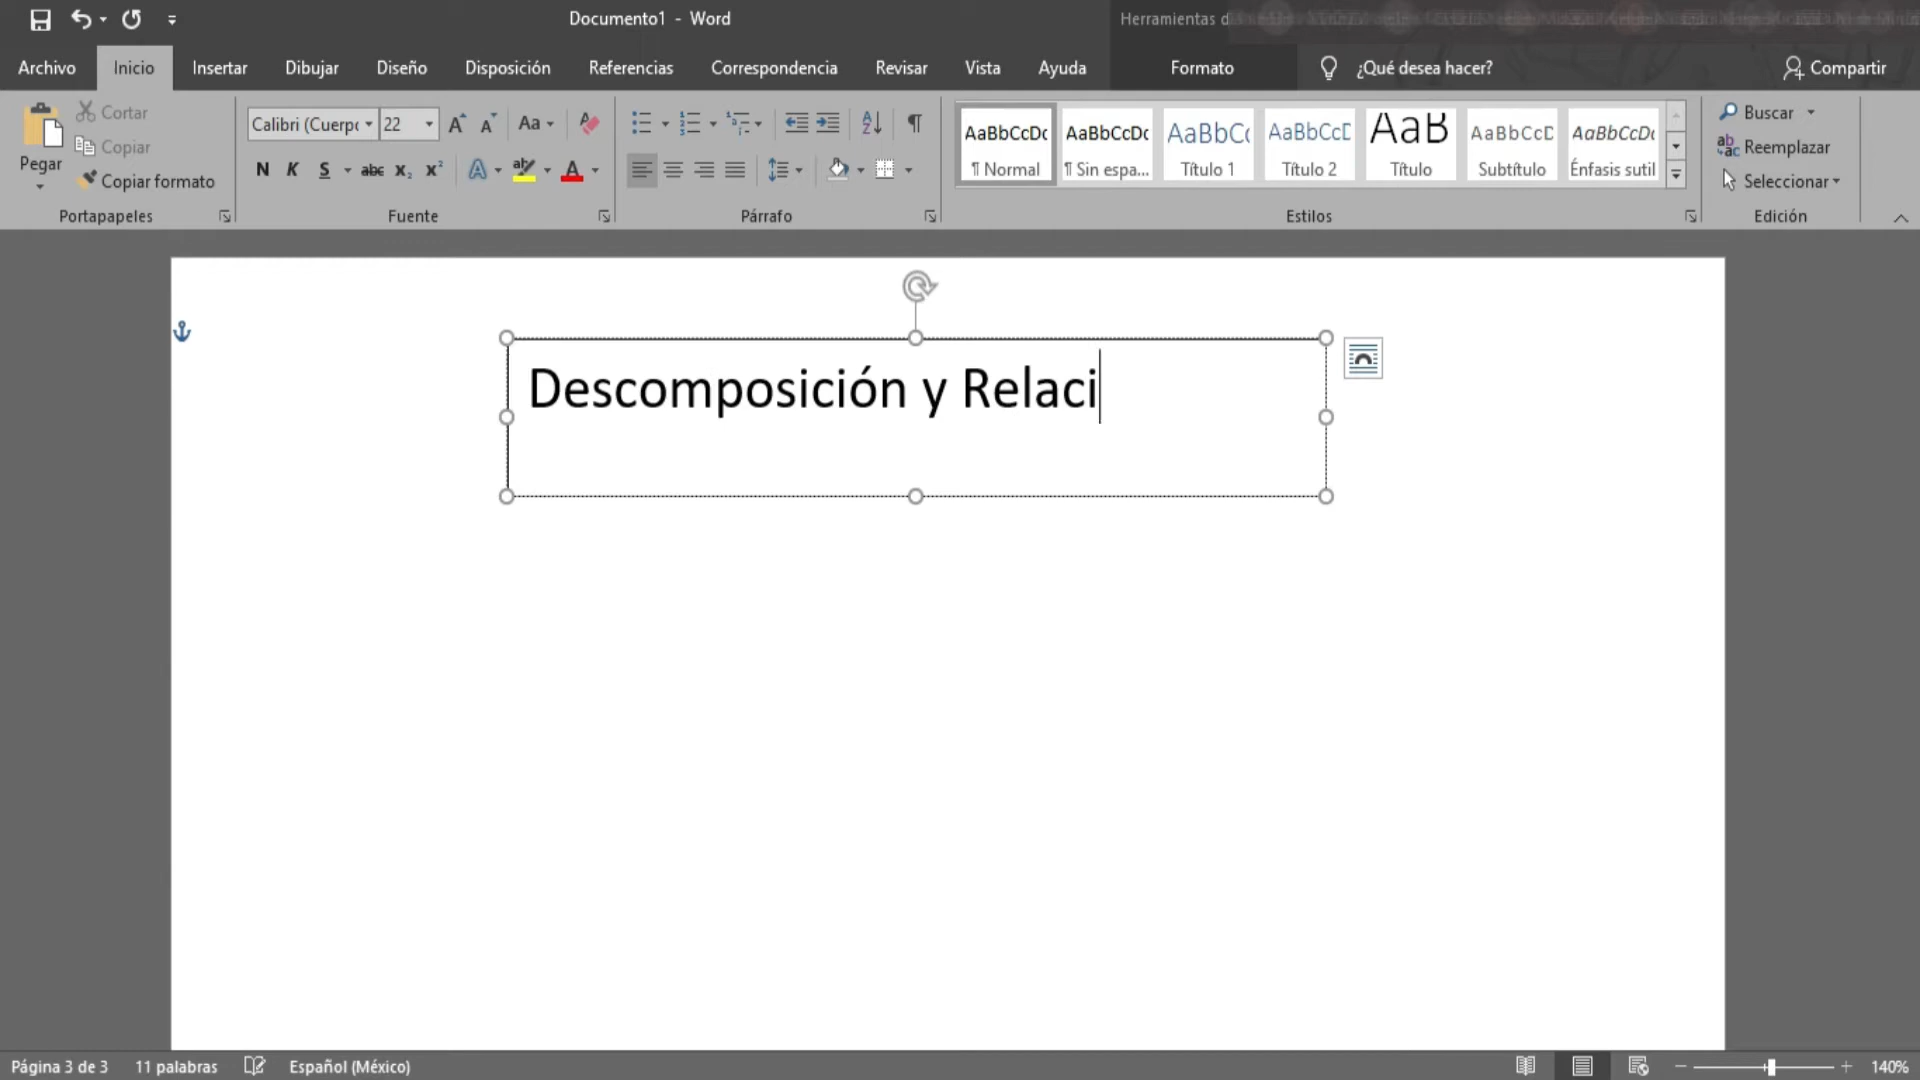 Documento1 - Word
Herramientas d
Archivo
Inicio
Insertar
Dibujar
Diseño
Disposición
Referencias
Correspondencia
Revisar
Vista
Ayuda
Formato
¿Qué desea hacer?
Compartir
Pegar
Cortar
Copiar
Copiar formato
Portapapeles
Calibri (Cuerpo
22
Aa
N K S abc x₂ x²
Fuente
Párrafo
AaBbCcDc
¶ Normal
AaBbCcDc
¶ Sin espa...
AaBbCc
Título 1
AaBbCcD
Título 2
AaB
Título
AaBbCcD
Subtítulo
AaBbCcDc
Énfasis sutil
Estilos
Buscar
Reemplazar
Seleccionar
Edición
Descomposición y Relaci
Página 3 de 3
11 palabras
Español (México)
140%